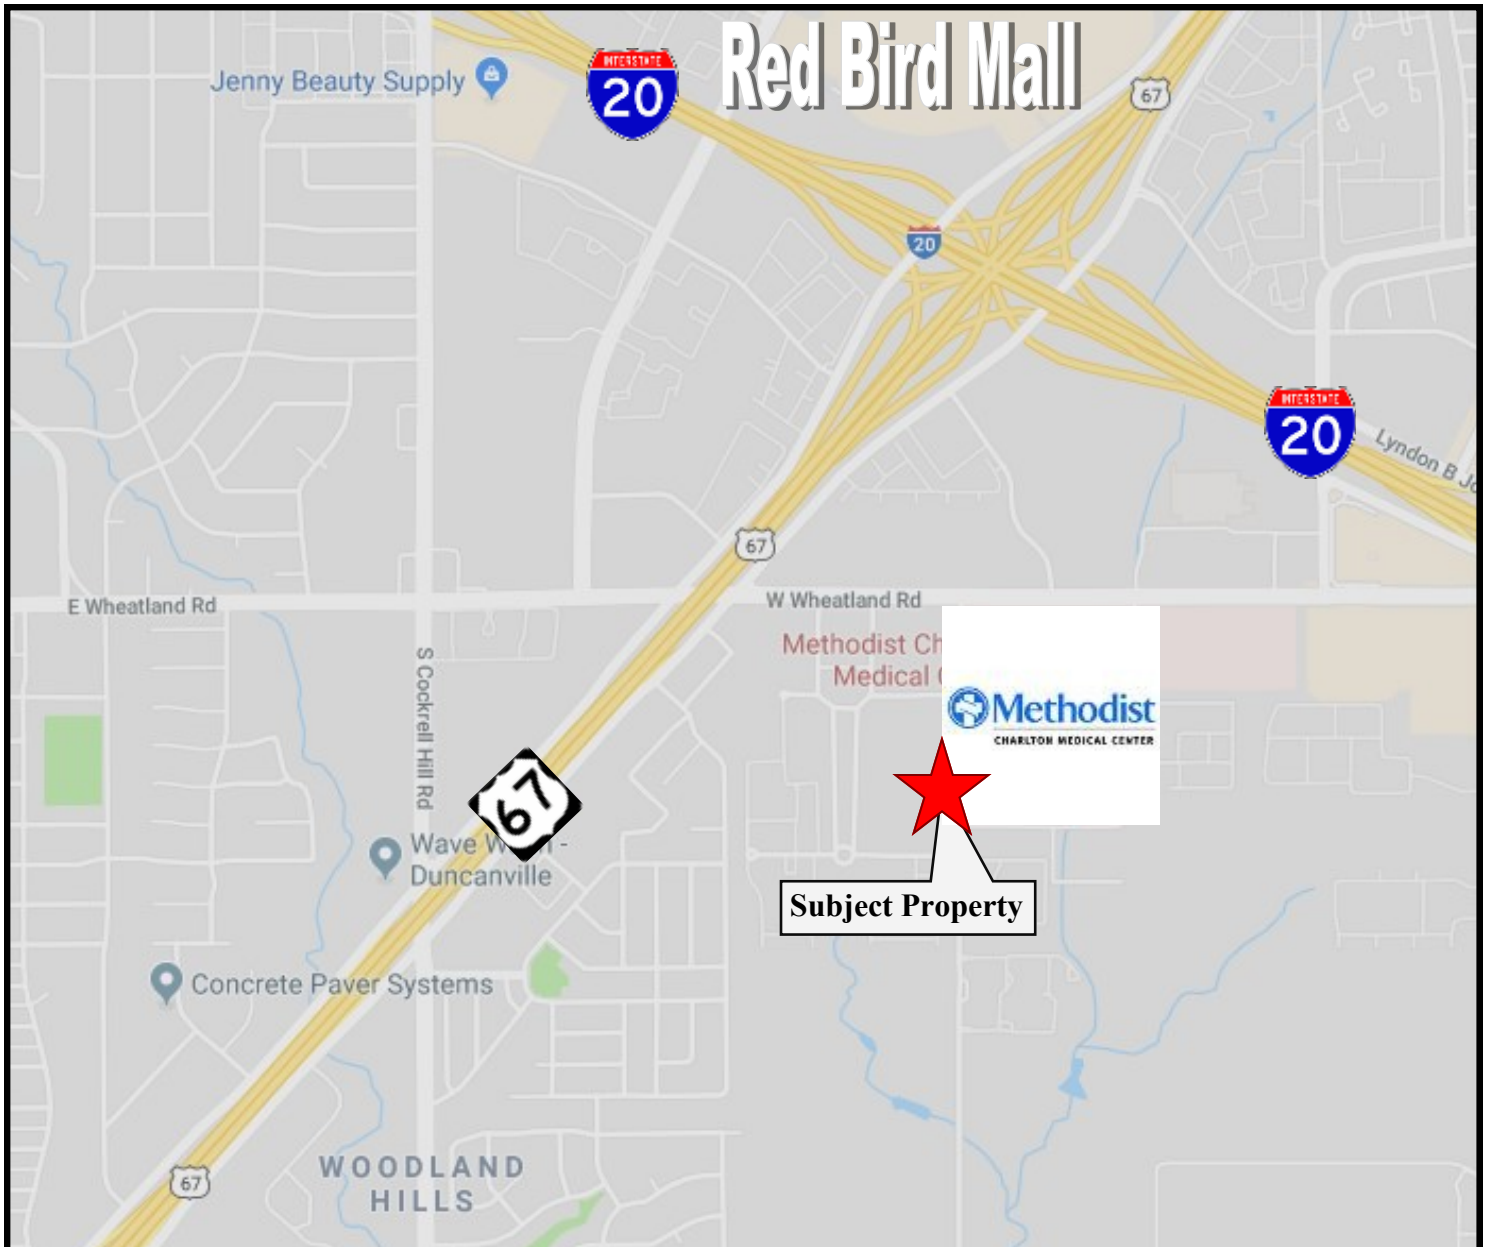 Red Bird Mall
Jenny Beauty Supply
INTERSTATE
20
67
20
INTERSTATE
20
Lyndon B Jo
67
E Wheatland Rd
W Wheatland Rd
Methodist Ch
Medical C
S Cockrell Hill Rd
Methodist
CHARLTON MEDICAL CENTER
67
Wave W -
Duncanville
Subject Property
Concrete Paver Systems
WOODLAND
HILLS
67